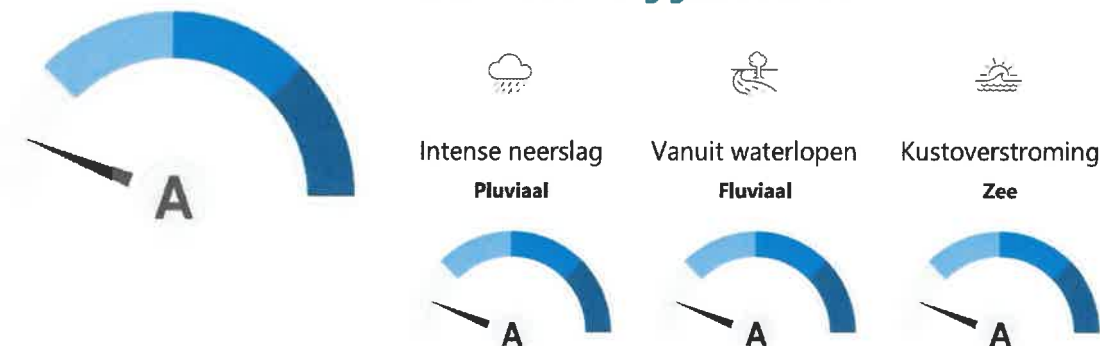 A
Intense neerslag
Pluviaal
A
Vanuit waterlopen
Fluviaal
A
Kustoverstroming
Zee
A